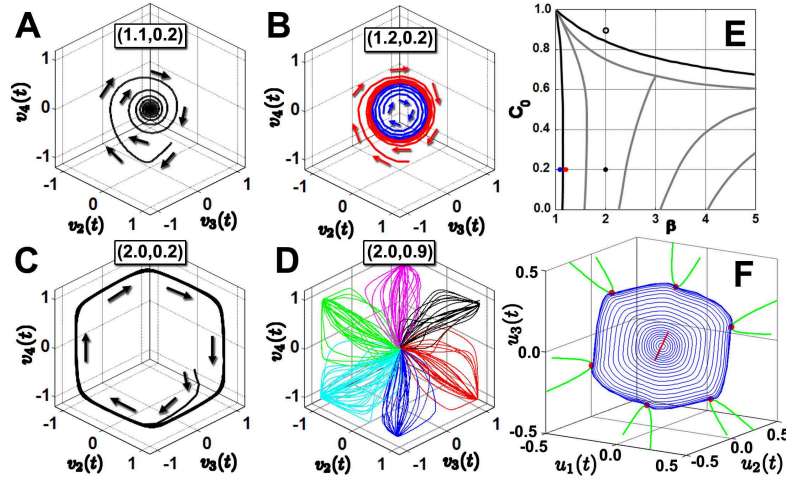 A
(1.1,0.2)
v₄(t)
1
0
-1
-1
0
1
v₂(t)
-1
0
1
v₃(t)
B
(1.2,0.2)
v₄(t)
1
0
-1
-1
0
1
v₂(t)
-1
0
1
v₃(t)
E
C₀
1.0
0.8
0.6
0.4
0.2
0.0
1
2
3
4
5
β
C
(2.0,0.2)
v₄(t)
1
0
-1
-1
0
1
v₂(t)
-1
0
1
v₃(t)
D
(2.0,0.9)
v₄(t)
1
0
-1
-1
0
1
v₂(t)
-1
0
1
v₃(t)
F
u₃(t)
0.5
0.0
-0.5
-0.5
0.0
0.5
u₁(t)
-0.5
0.0
0.5
u₂(t)